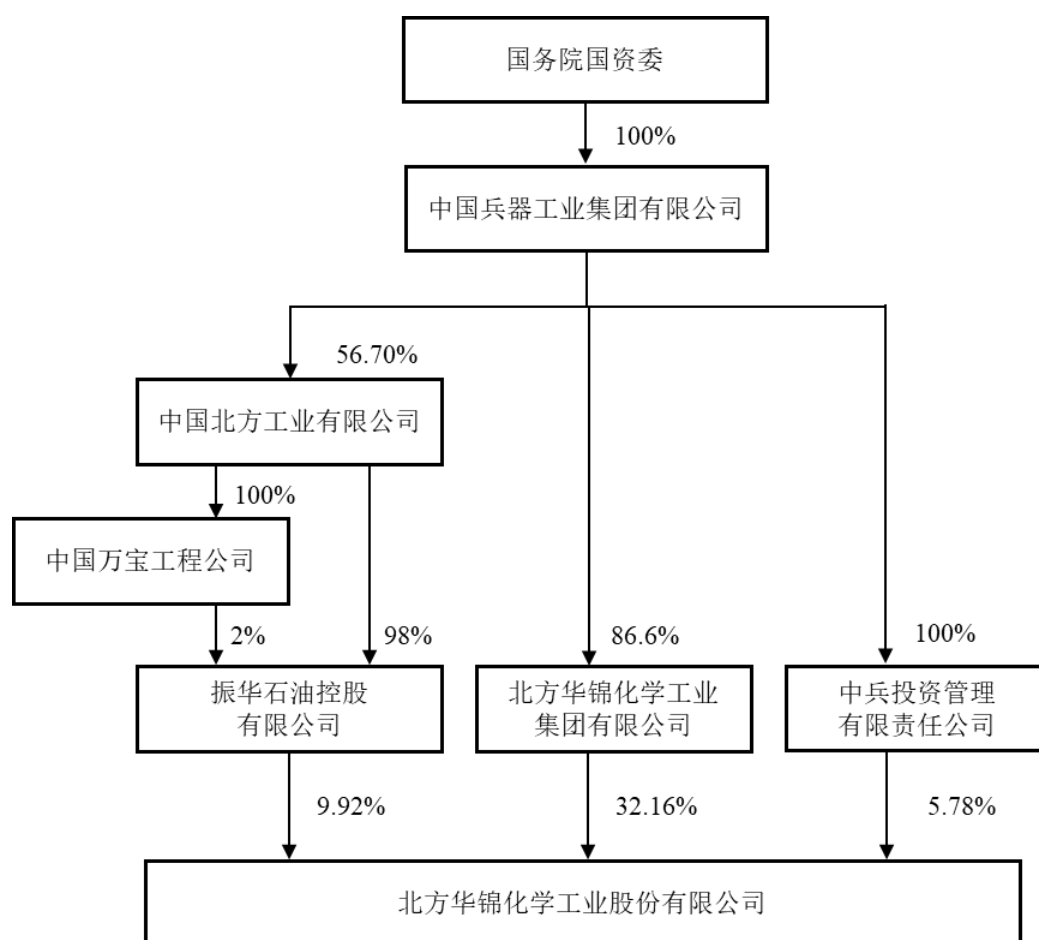 国务院国资委
100%
中国兵器工业集团有限公司
56.70%
中国北方工业有限公司
100%
中国万宝工程公司
2%
98%
86.6%
100%
振华石油控股
有限公司
北方华锦化学工业
集团有限公司
中兵投资管理
有限责任公司
9.92%
32.16%
5.78%
北方华锦化学工业股份有限公司